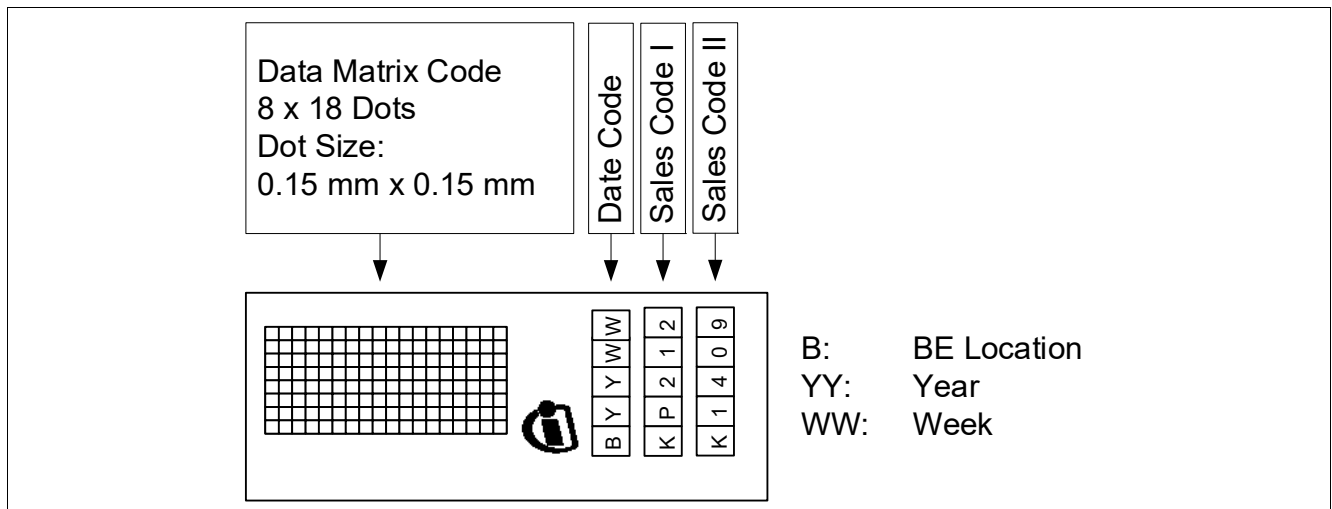 Data Matrix Code
8 x 18 Dots
Dot Size:
0.15 mm x 0.15 mm
Date Code
Sales Code I
Sales Code II
BYYWW
KP212
K1409
B: BE Location
YY: Year
WW: Week